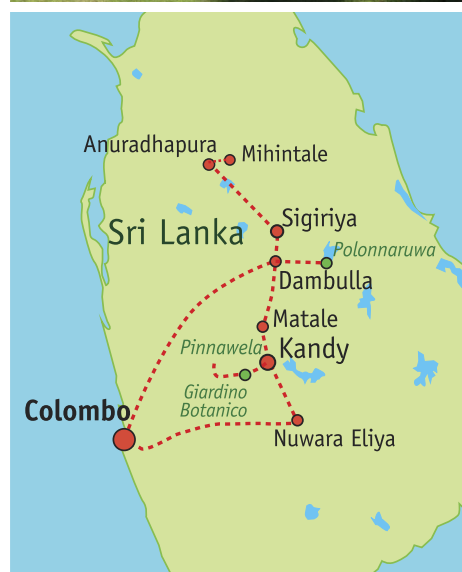 Anuradhapura
Mihintale
Sigiriya
Sri Lanka
Polonnaruwa
Dambulla
Matale
Pinnawela
Kandy
Giardino
Botanico
Colombo
Nuwara Eliya